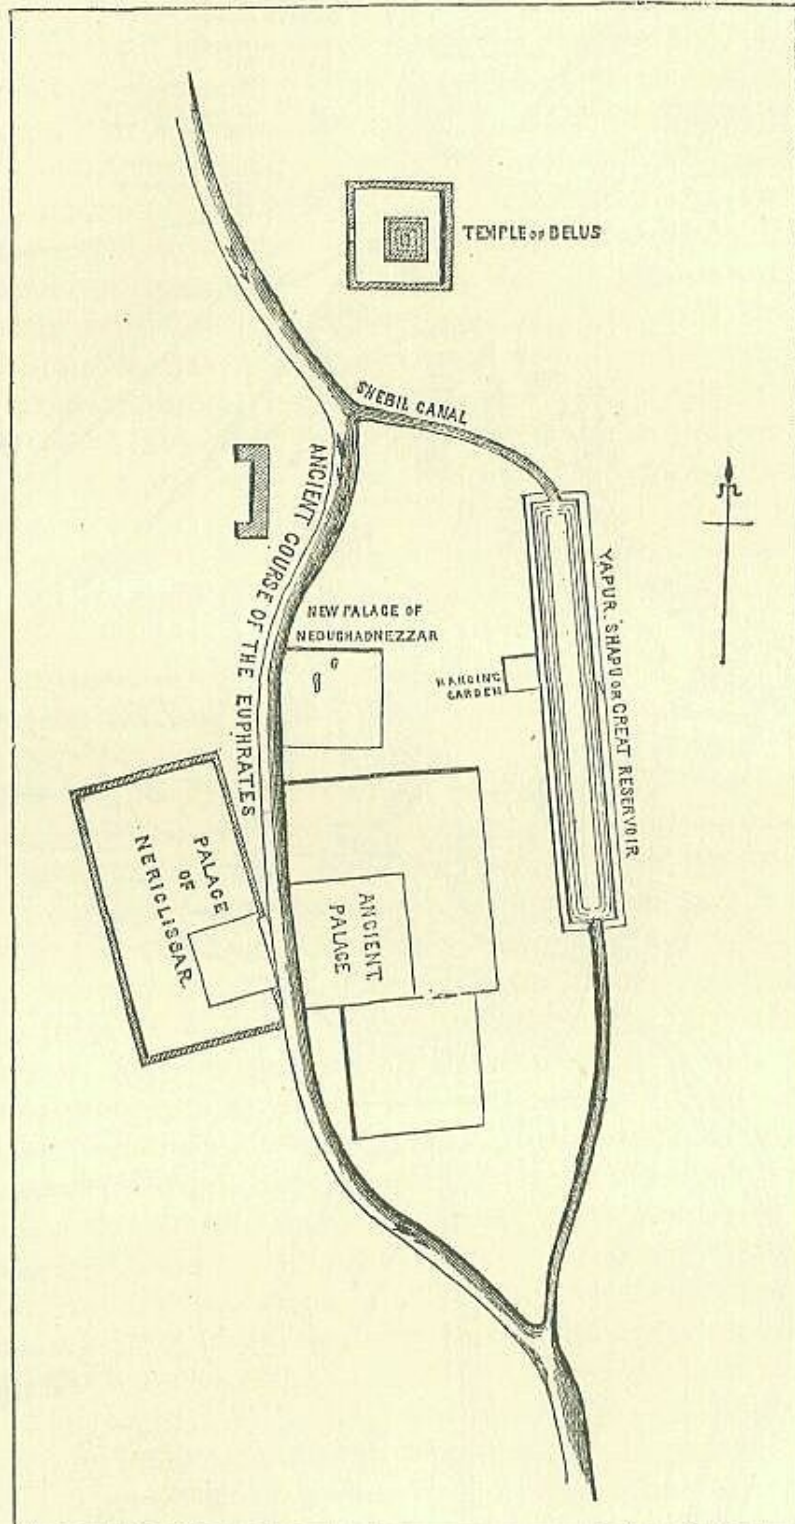 TEMPLE OF BELUS
SHEBIL CANAL
ANCIENT COURSE OF THE EUPHRATES
NEW PALACE OF
NEBUCHADNEZZAR
HANGING
GARDEN
YAPUR. SHAPU OR GREAT RESERVOIR
PALACE
OF
NERICLISSAR.
ANCIENT.
PALACE